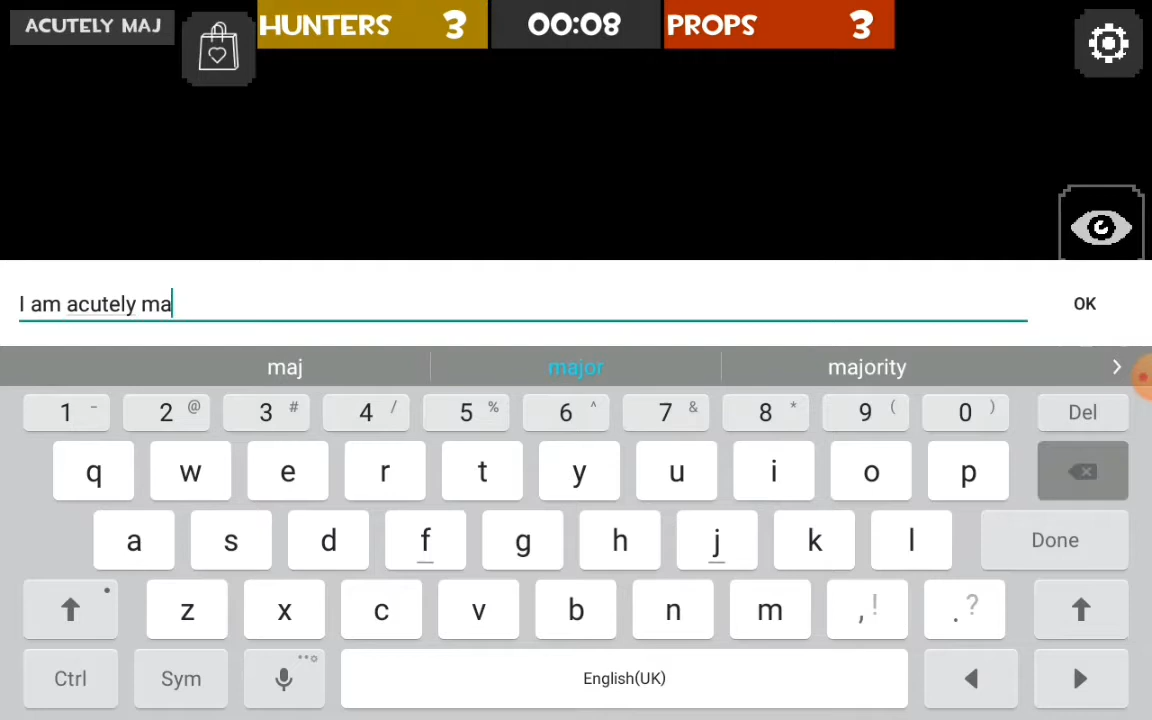 ACUTELY MAJ
HUNTERS 3
00:08
PROPS 3
I am acutely ma
OK
maj major majority >
1 - 2 @ 3 # 4 / 5 % 6 ^ 7 & 8 * 9 ( 0 ) Del
q w e r t y u i o p
a s d f g h j k l Done
z x c v b n m , ! . ?
Ctrl Sym English(UK)